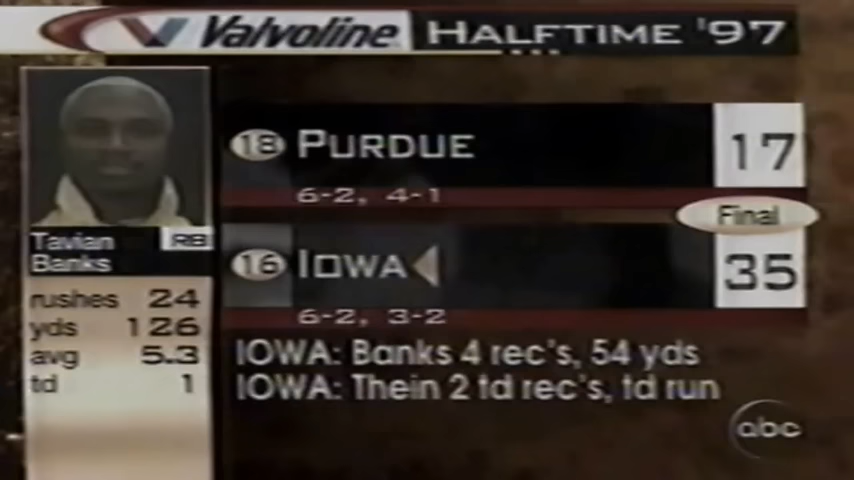 Valvoline HALFTIME '97
18 PURDUE 17
6-2, 4-1
Final
16 IOWA 35
6-2, 3-2
Tavian RB
Banks
rushes 24
yds 126
avg 5.3
td 1
IOWA: Banks 4 rec's, 54 yds
IOWA: Thein 2 td rec's, td run
abc